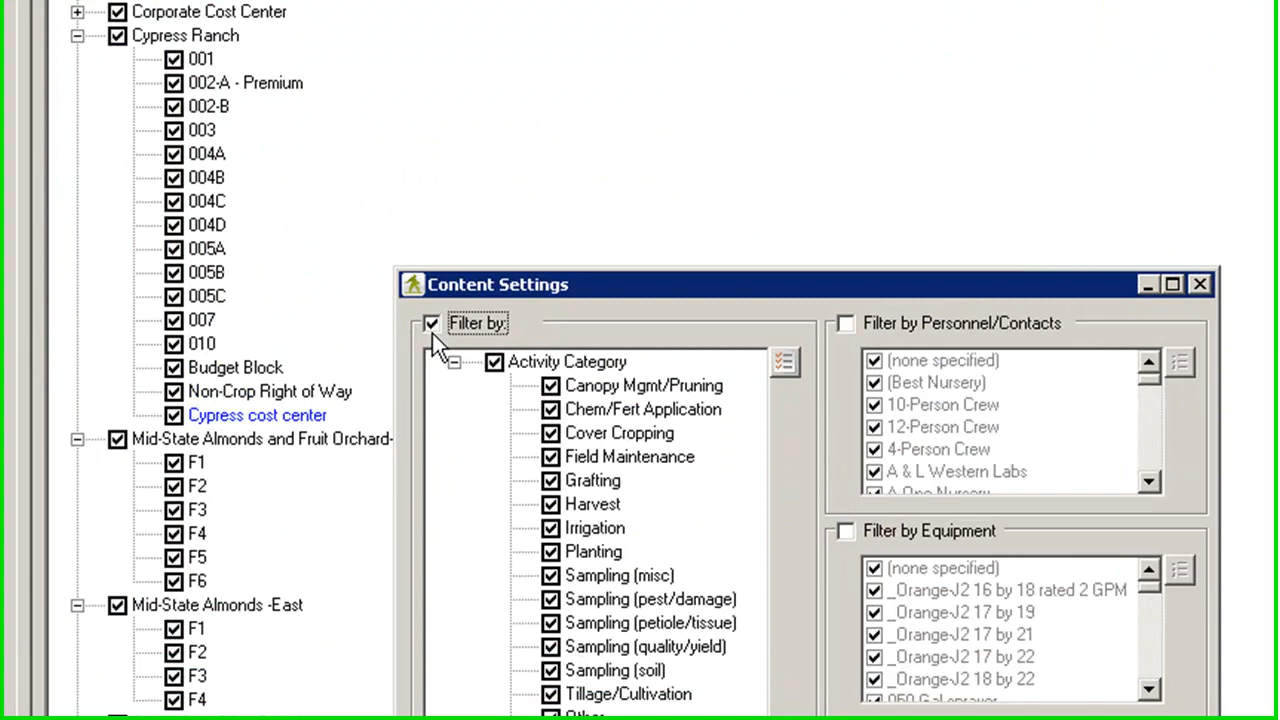 Corporate Cost Center
Cypress Ranch
001
002-A - Premium
002-B
003
004A
004B
004C
004D
005A
005B
005C
007
010
Budget Block
Non-Crop Right of Way
Cypress cost center
Mid-State Almonds and Fruit Orchard-
F1
F2
F3
F4
F5
F6
Mid-State Almonds -East
F1
F2
F3
F4
Content Settings
Filter by:
Activity Category
Canopy Mgmt/Pruning
Chem/Fert Application
Cover Cropping
Field Maintenance
Grafting
Harvest
Irrigation
Planting
Sampling (misc)
Sampling (pest/damage)
Sampling (petiole/tissue)
Sampling (quality/yield)
Sampling (soil)
Tillage/Cultivation
Other
Filter by Personnel/Contacts
(none specified)
(Best Nursery)
10-Person Crew
12-Person Crew
4-Person Crew
A & L Western Labs
A One Nursery
Filter by Equipment
(none specified)
_Orange-J2 16 by 18 rated 2 GPM
_Orange-J2 17 by 19
_Orange-J2 17 by 21
_Orange-J2 17 by 22
_Orange-J2 18 by 22
050 Gal sprayer